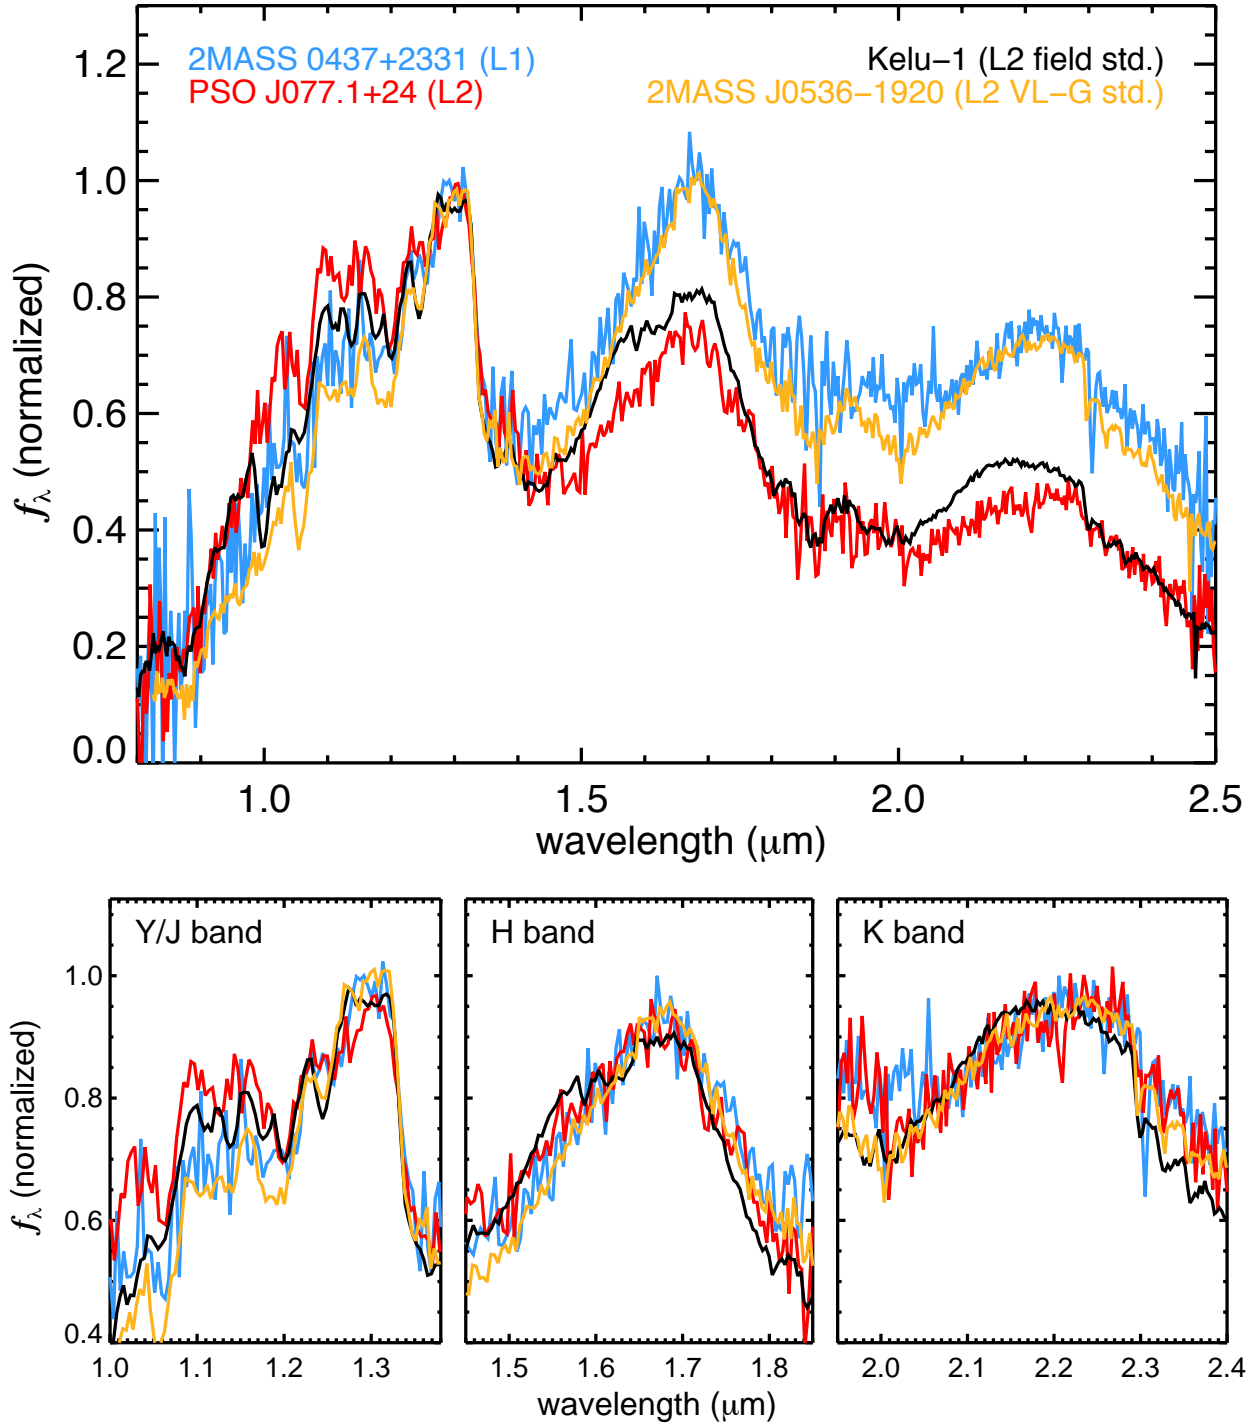 2MASS 0437+2331 (L1)
PSO J077.1+24 (L2)
Kelu−1 (L2 field std.)
2MASS J0536−1920 (L2 VL−G std.)
fλ (normalized)
1.2
1.0
0.8
0.6
0.4
0.2
0.0
1.0 1.5 2.0 2.5
wavelength (μm)
Y/J band
H band
K band
fλ (normalized)
1.0
0.8
0.6
0.4
1.0 1.1 1.2 1.3
1.5 1.6 1.7 1.8
2.0 2.1 2.2 2.3 2.4
wavelength (μm)